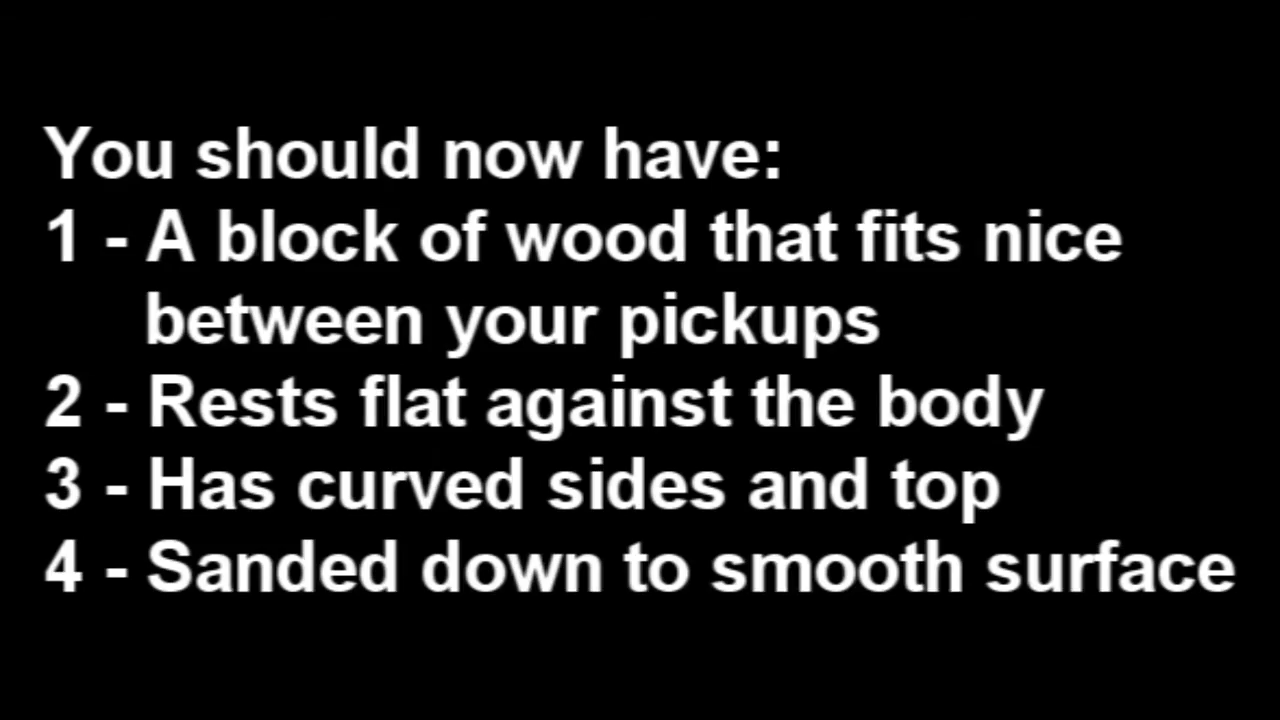 You should now have:
1 - A block of wood that fits nice
between your pickups
2 - Rests flat against the body
3 - Has curved sides and top
4 - Sanded down to smooth surface